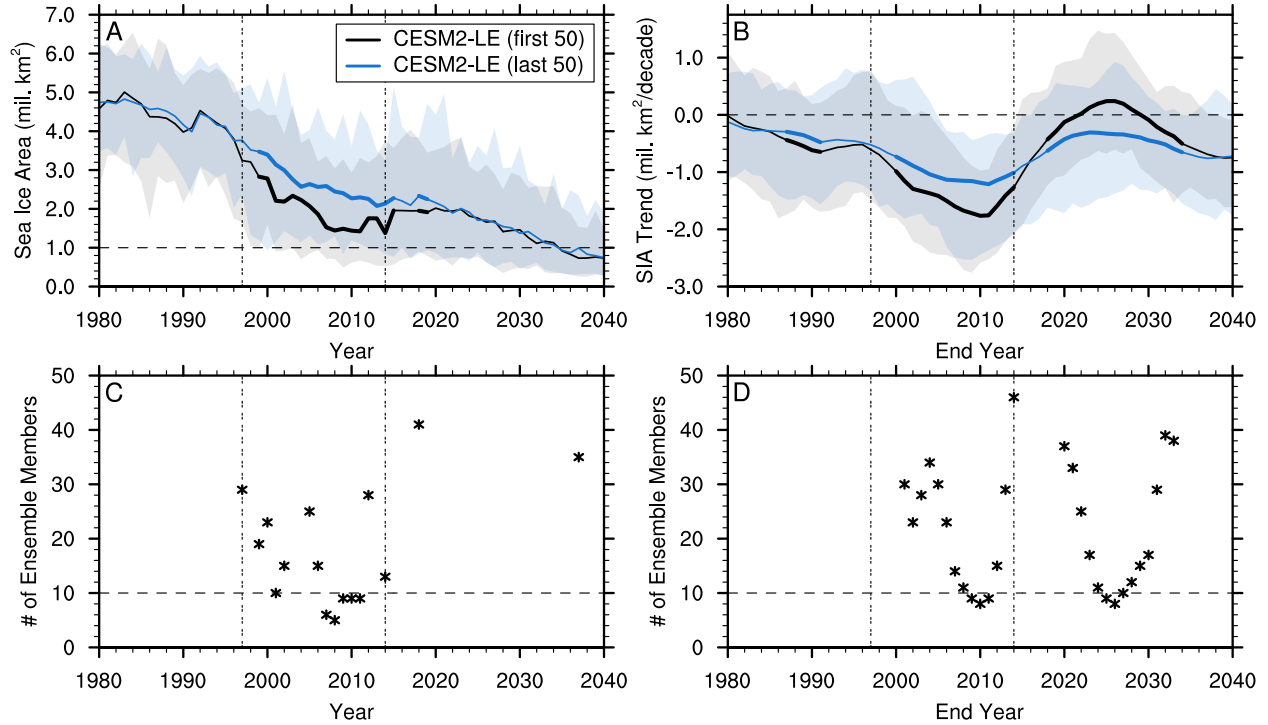 A
CESM2-LE (first 50)
CESM2-LE (last 50)
Sea Ice Area (mil. km²)
7.0
6.0
5.0
4.0
3.0
2.0
1.0
0.0
1980 1990 2000 2010 2020 2030 2040
Year
B
SIA Trend (mil. km²/decade)
1.0
0.0
-1.0
-2.0
-3.0
1980 1990 2000 2010 2020 2030 2040
End Year
C
# of Ensemble Members
50
40
30
20
10
0
1980 1990 2000 2010 2020 2030 2040
Year
D
# of Ensemble Members
50
40
30
20
10
0
1980 1990 2000 2010 2020 2030 2040
End Year